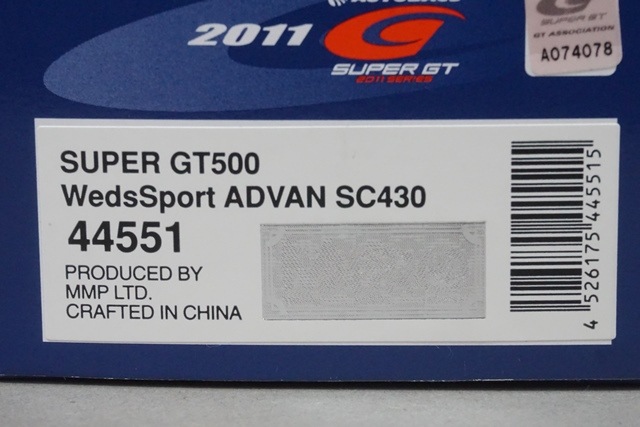 2011
SUPER GT
2011 SERIES
SUPER GT
GT ASSOCIATION
A074078
SUPER GT500
WedsSport ADVAN SC430
44551
PRODUCED BY
MMP LTD.
CRAFTED IN CHINA
4 526175 445515